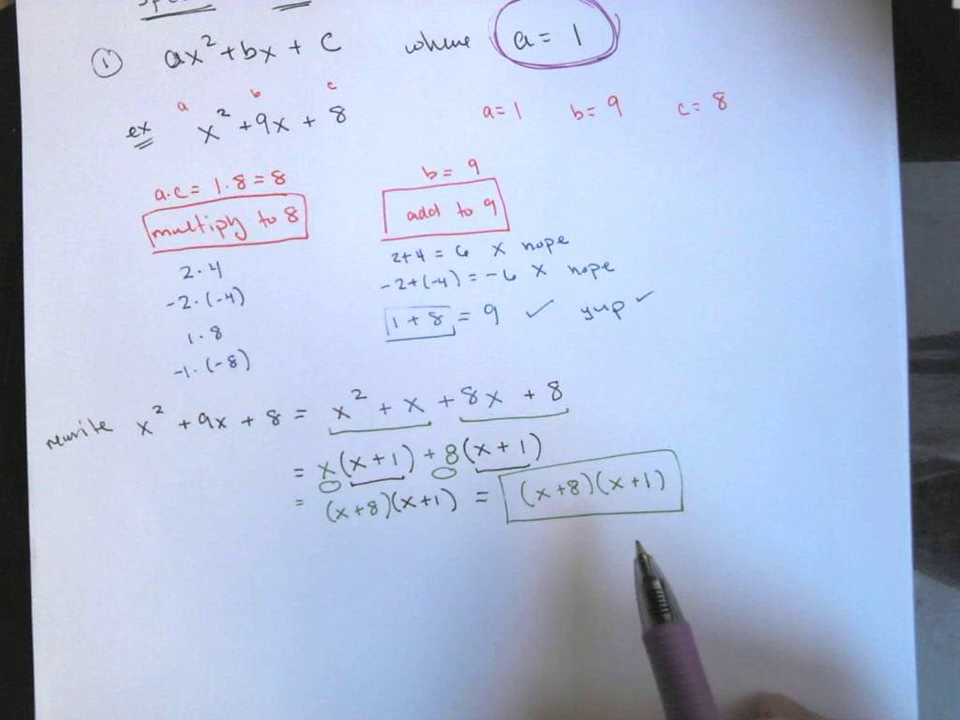 ① ax² + bx + c where a = 1
a b c
ex x² + 9x + 8 a=1 b=9 c=8
a·c = 1·8 = 8 b = 9
multiply to 8 add to 9
2·4 2+4 = 6 x nope
-2·(-4) -2+(-4) = -6 x nope
1·8 1+8 = 9 ✓ yup ✓
-1·(-8)
rewrite x² + 9x + 8 = x² + x + 8x + 8
= x(x+1) + 8(x+1)
= (x+8)(x+1) = (x+8)(x+1)